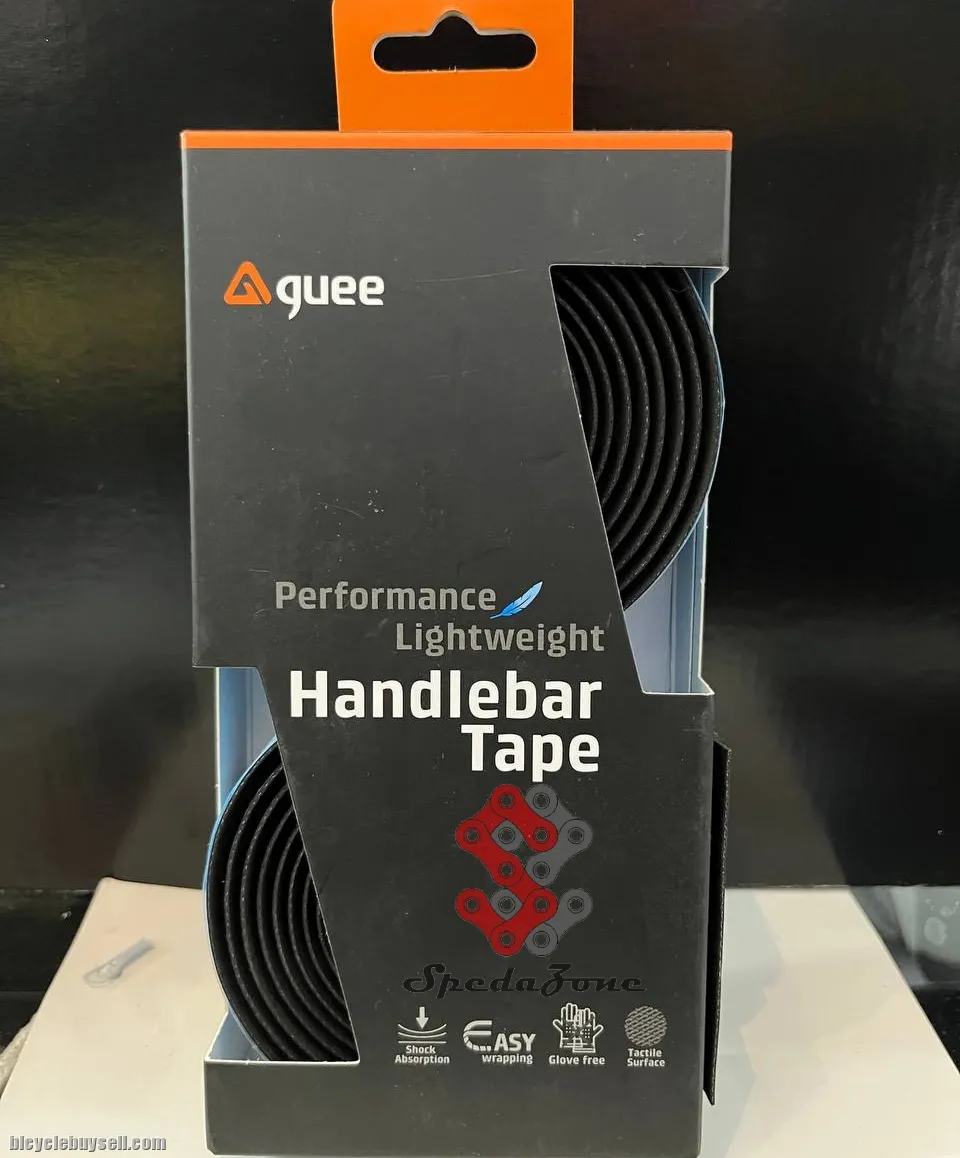 guee
Performance
Lightweight
Handlebar
Tape
SpedaZone
Shock
Absorption
EASY
wrapping
Glove free
Tactile
Surface
bicyclebuysell.com